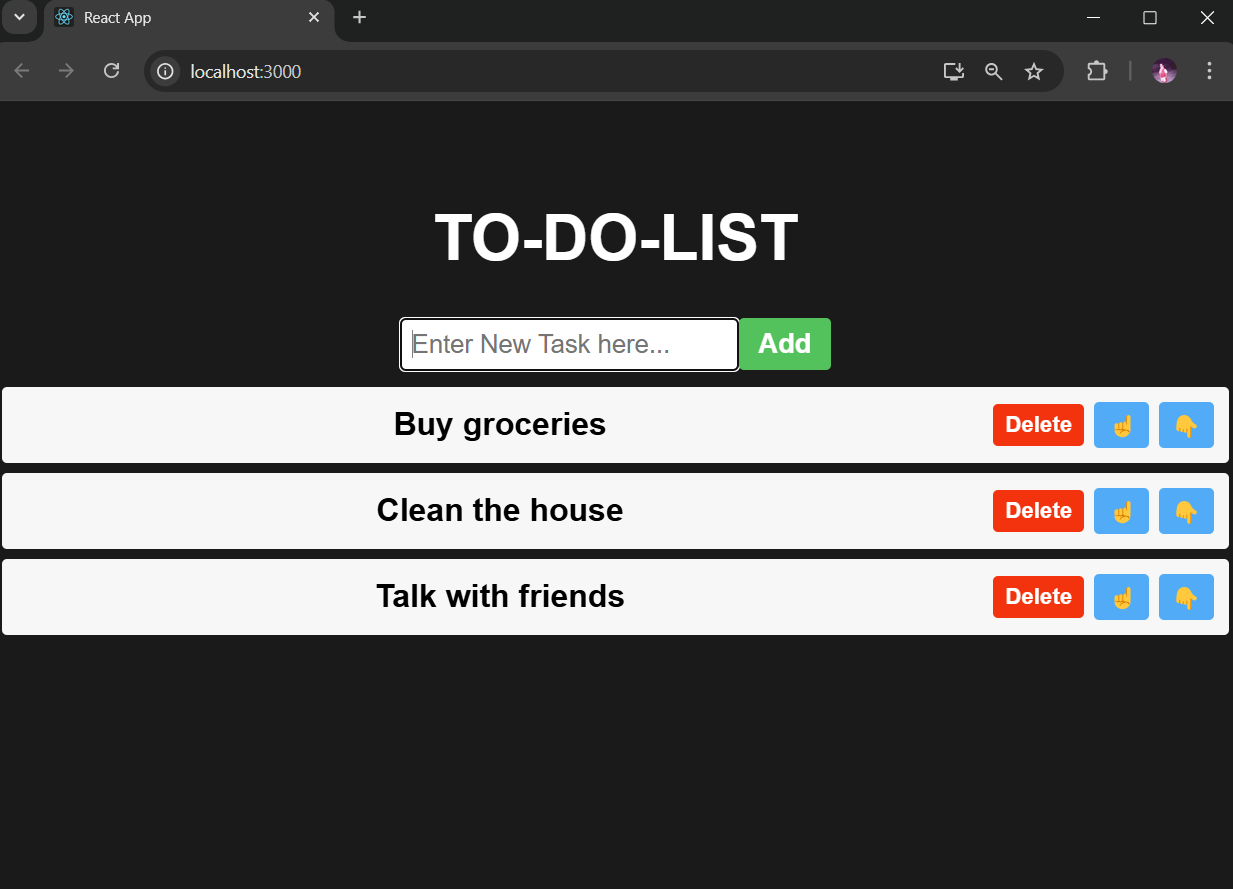 React App
localhost:3000
TO-DO-LIST
Enter New Task here... Add
Buy groceries Delete ☝️ 👇
Clean the house Delete ☝️ 👇
Talk with friends Delete ☝️ 👇